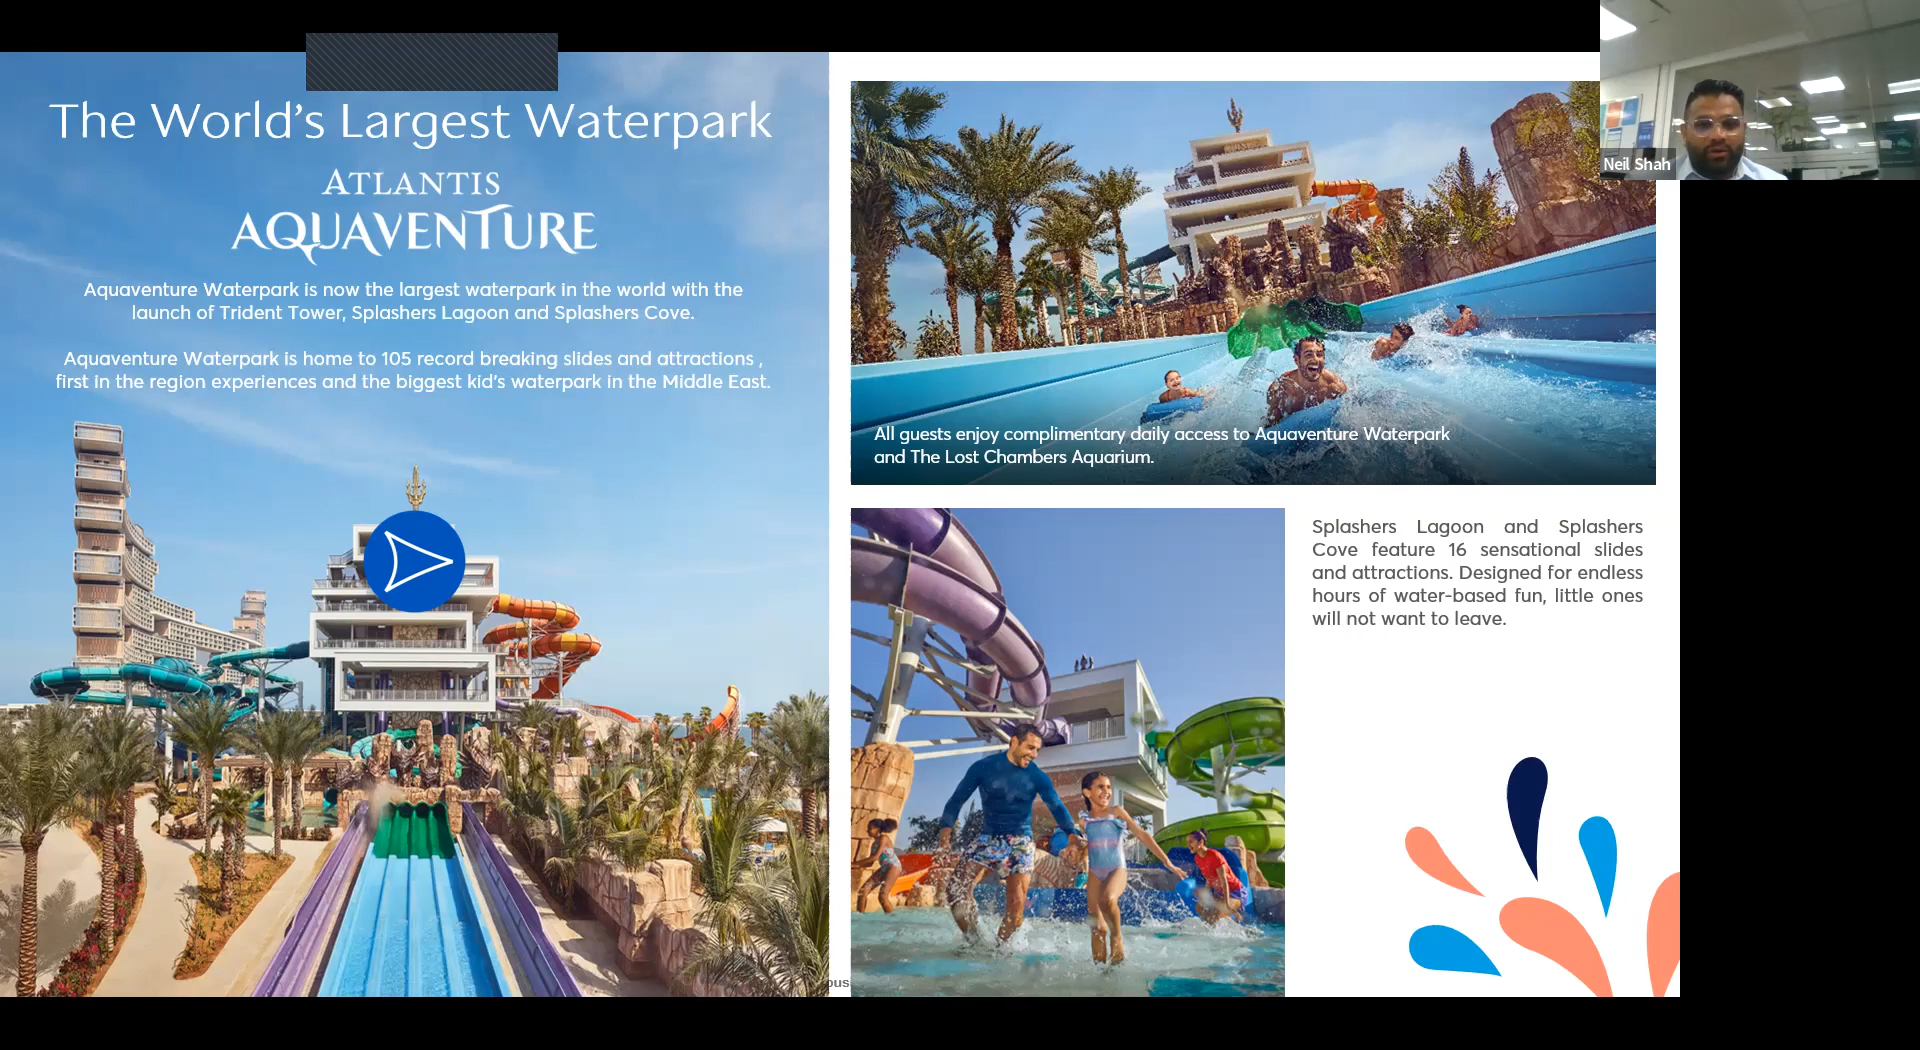 The World's Largest Waterpark
ATLANTIS
AQUAVENTURE
Aquaventure Waterpark is now the largest waterpark in the world with the
launch of Trident Tower, Splashers Lagoon and Splashers Cove.
Aquaventure Waterpark is home to 105 record breaking slides and attractions ,
first in the region experiences and the biggest kid's waterpark in the Middle East.
All guests enjoy complimentary daily access to Aquaventure Waterpark
and The Lost Chambers Aquarium.
Splashers Lagoon and Splashers
Cove feature 16 sensational slides
and attractions. Designed for endless
hours of water-based fun, little ones
will not want to leave.
Neil Shah